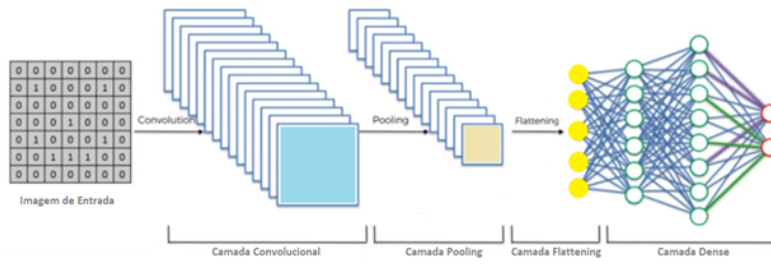 0 0 0 0 0 0 0
0 1 0 0 0 1 0
0 0 0 0 0 0 0
0 0 0 1 0 0 0
0 1 0 0 0 1 0
0 0 1 1 1 0 0
0 0 0 0 0 0 0
Convolution
Pooling
Flattening
Imagem de Entrada
Camada Convolucional
Camada Pooling
Camada Flattening
Camada Dense